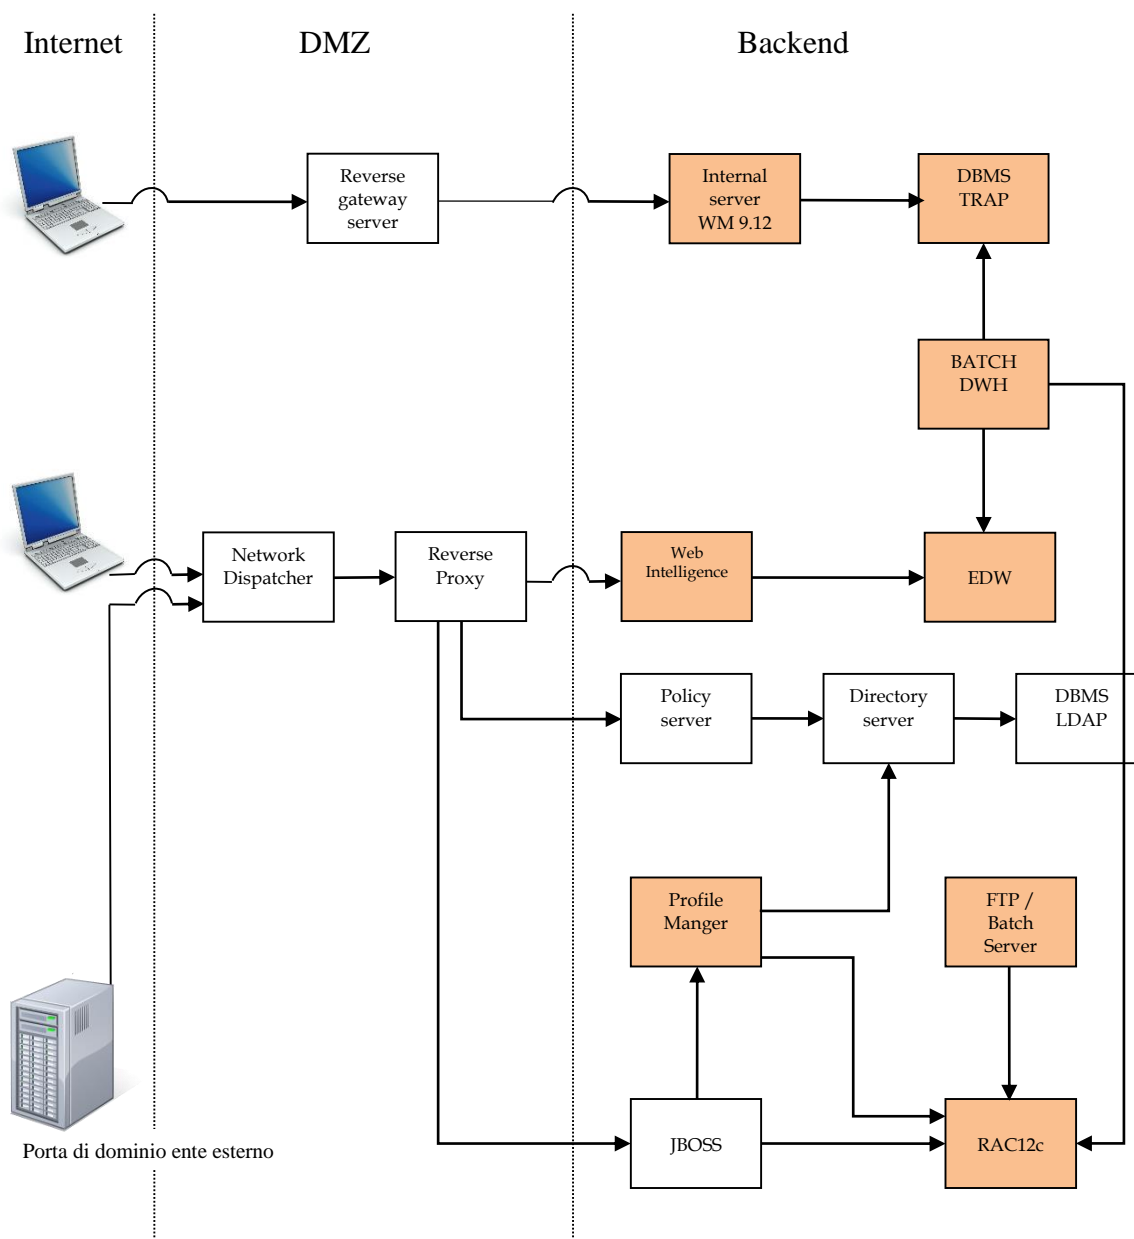 Internet
DMZ
Backend
Reverse
gateway
server
Internal
server
WM 9.12
DBMS
TRAP
BATCH
DWH
Network
Dispatcher
Reverse
Proxy
Web
Intelligence
EDW
Policy
server
Directory
server
DBMS
LDAP
Profile
Manger
FTP /
Batch
Server
Porta di dominio ente esterno
JBOSS
RAC12c